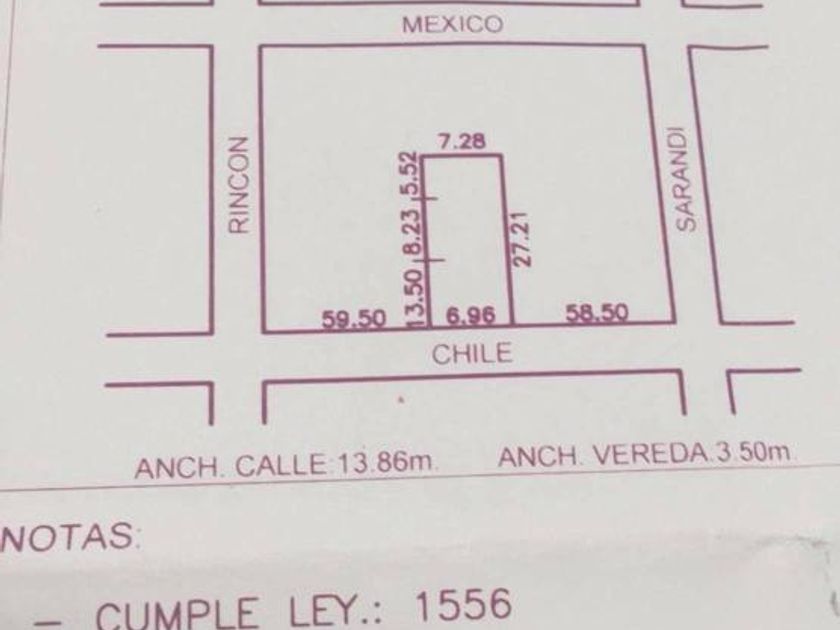 MEXICO
RINCON
SARANDI
7.28
5.52
8.23
27.21
13.50
59.50
6.96
58.50
CHILE
ANCH. CALLE:13.86m. ANCH. VEREDA.3.50m.
NOTAS:
— CUMPLE LEY.: 1556